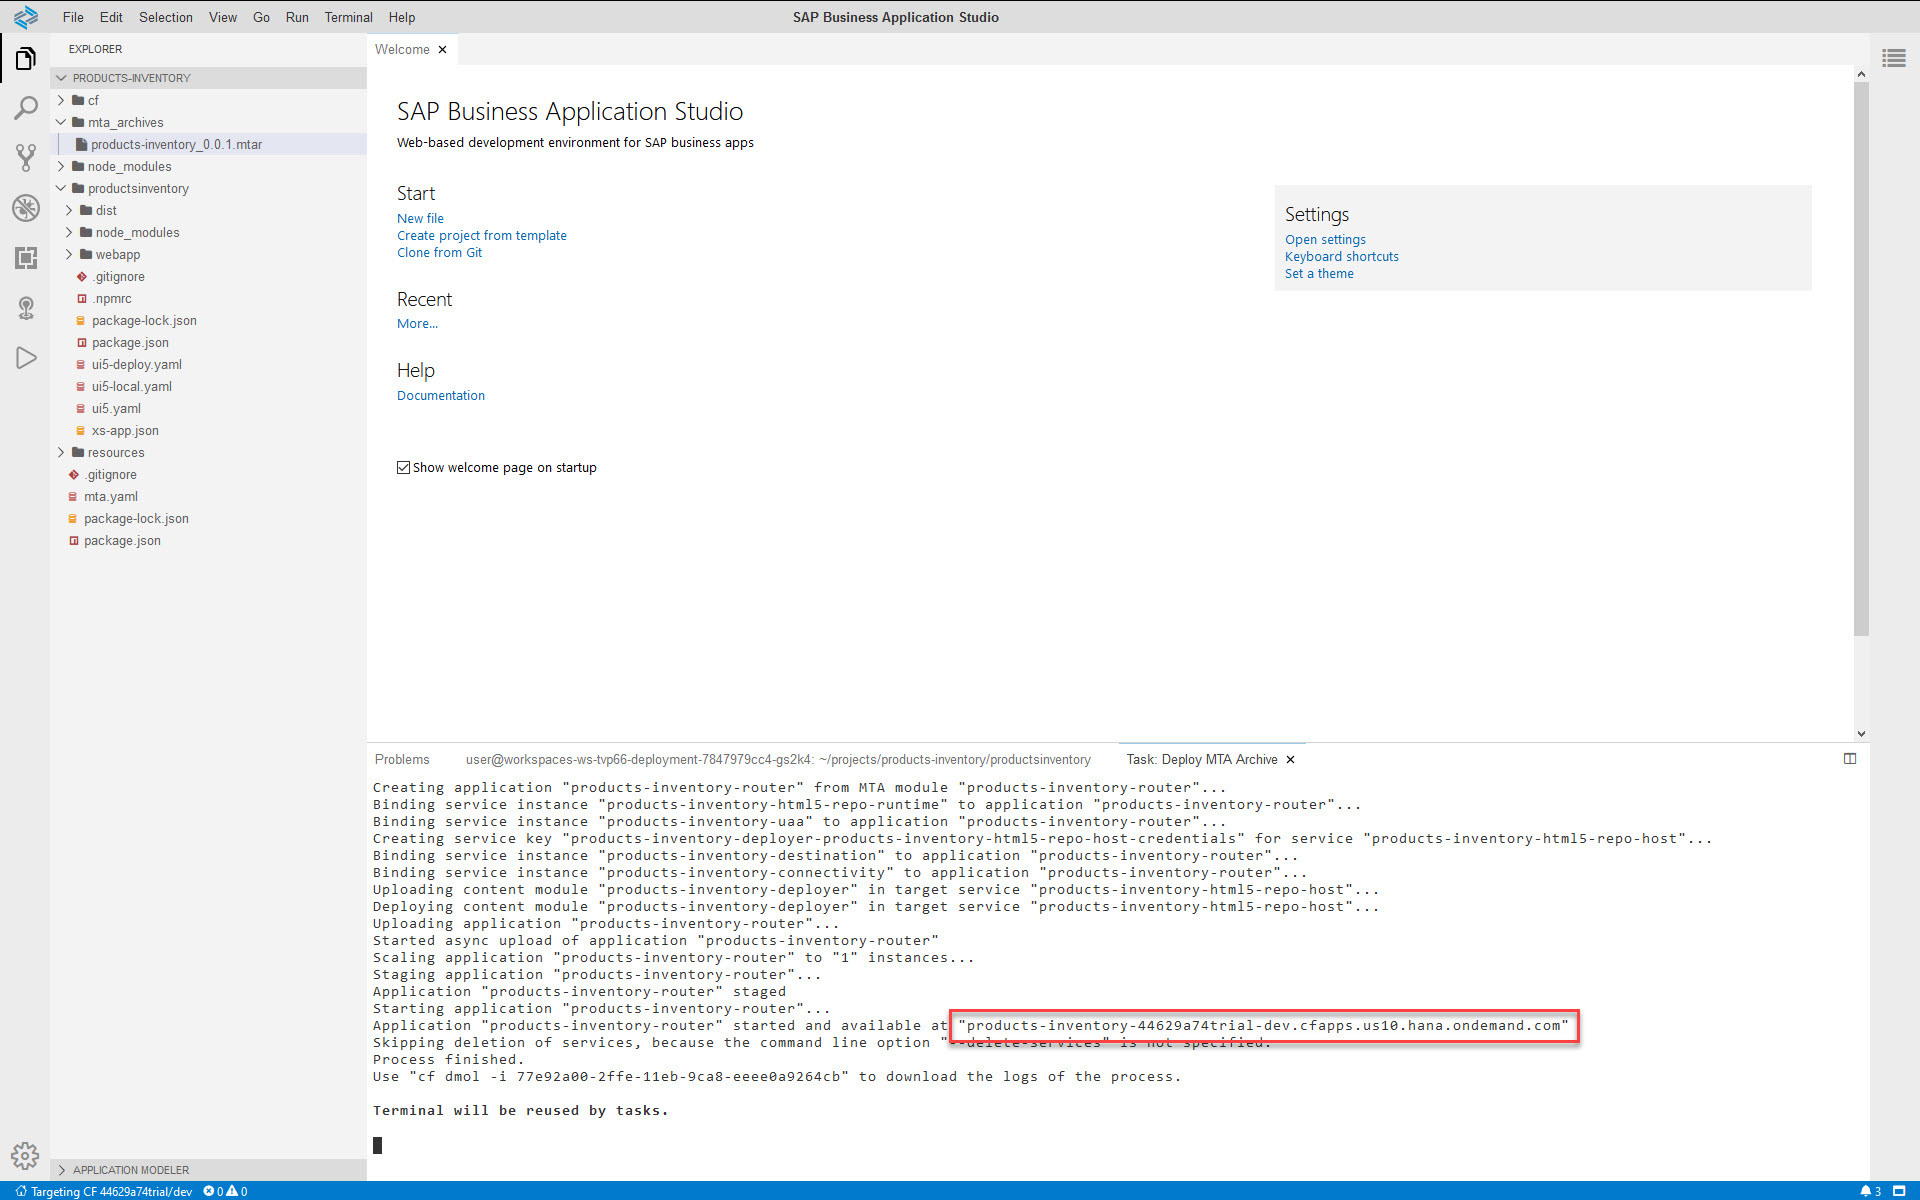 File Edit Selection View Go Run Terminal Help
SAP Business Application Studio
EXPLORER
PRODUCTS-INVENTORY
cf
mta_archives
products-inventory_0.0.1.mtar
node_modules
productsinventory
dist
node_modules
webapp
.gitignore
.npmrc
package-lock.json
package.json
ui5-deploy.yaml
ui5-local.yaml
ui5.yaml
xs-app.json
resources
.gitignore
mta.yaml
package-lock.json
package.json
APPLICATION MODELER
Welcome
SAP Business Application Studio
Web-based development environment for SAP business apps
Start
New file
Create project from template
Clone from Git
Recent
More...
Help
Documentation
Show welcome page on startup
Settings
Open settings
Keyboard shortcuts
Set a theme
Problems user@workspaces-ws-tvp66-deployment-7847979cc4-gs2k4: ~/projects/products-inventory/productsinventory Task: Deploy MTA Archive
Creating application "products-inventory-router" from MTA module "products-inventory-router"...
Binding service instance "products-inventory-html5-repo-runtime" to application "products-inventory-router"...
Binding service instance "products-inventory-uaa" to application "products-inventory-router"...
Creating service key "products-inventory-deployer-products-inventory-html5-repo-host-credentials" for service "products-inventory-html5-repo-host"...
Binding service instance "products-inventory-destination" to application "products-inventory-router"...
Binding service instance "products-inventory-connectivity" to application "products-inventory-router"...
Uploading content module "products-inventory-deployer" in target service "products-inventory-html5-repo-host"...
Deploying content module "products-inventory-deployer" in target service "products-inventory-html5-repo-host"...
Uploading application "products-inventory-router"...
Started async upload of application "products-inventory-router"
Scaling application "products-inventory-router" to "1" instances...
Staging application "products-inventory-router"...
Application "products-inventory-router" staged
Starting application "products-inventory-router"...
Application "products-inventory-router" started and available at "products-inventory-44629a74trial-dev.cfapps.us10.hana.ondemand.com"
Skipping deletion of services, because the command line option "--delete-services" is not specified.
Process finished.
Use "cf dmol -i 77e92a00-2ffe-11eb-9ca8-eeee0a9264cb" to download the logs of the process.
Terminal will be reused by tasks.
Targeting CF 44629a74trial/dev 0 0 3